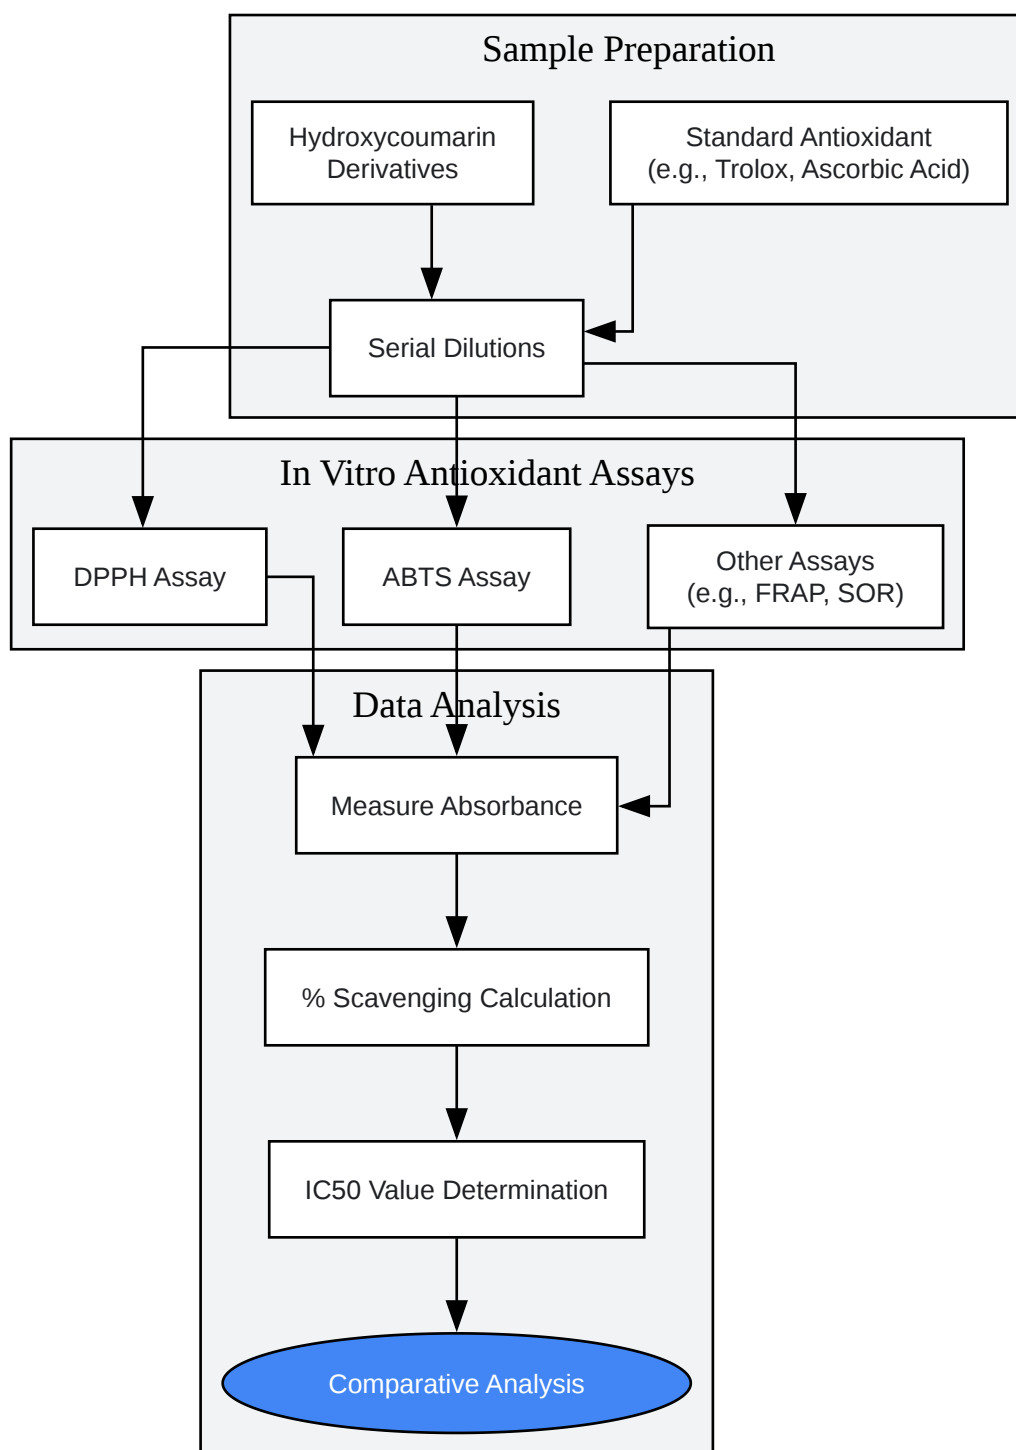 Sample Preparation
Hydroxycoumarin
Derivatives
Standard Antioxidant
(e.g., Trolox, Ascorbic Acid)
Serial Dilutions
In Vitro Antioxidant Assays
DPPH Assay
ABTS Assay
Other Assays
(e.g., FRAP, SOR)
Data Analysis
Measure Absorbance
% Scavenging Calculation
IC50 Value Determination
Comparative Analysis